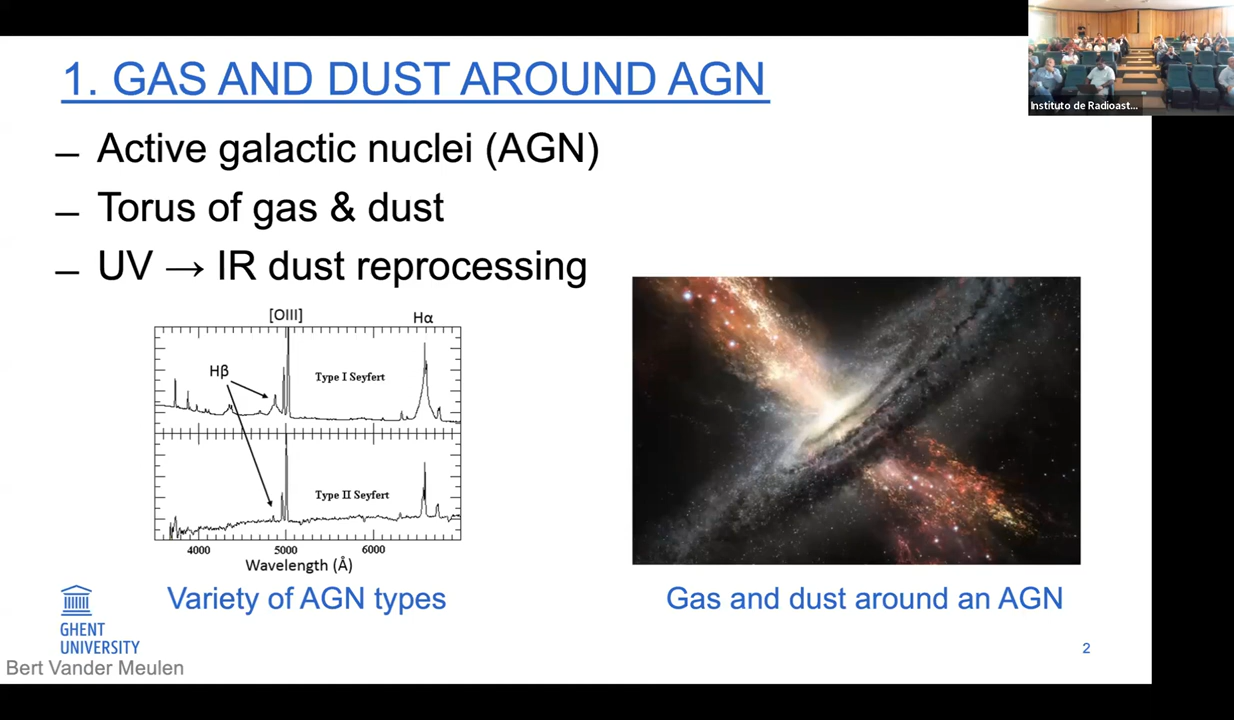 1. GAS AND DUST AROUND AGN
Instituto de Radioast...
– Active galactic nuclei (AGN)
– Torus of gas & dust
– UV → IR dust reprocessing
[OIII]
Hα
Hβ
Type I Seyfert
Type II Seyfert
4000 5000 6000
Wavelength (Å)
Variety of AGN types
Gas and dust around an AGN
GHENT
UNIVERSITY
2
Bert Vander Meulen